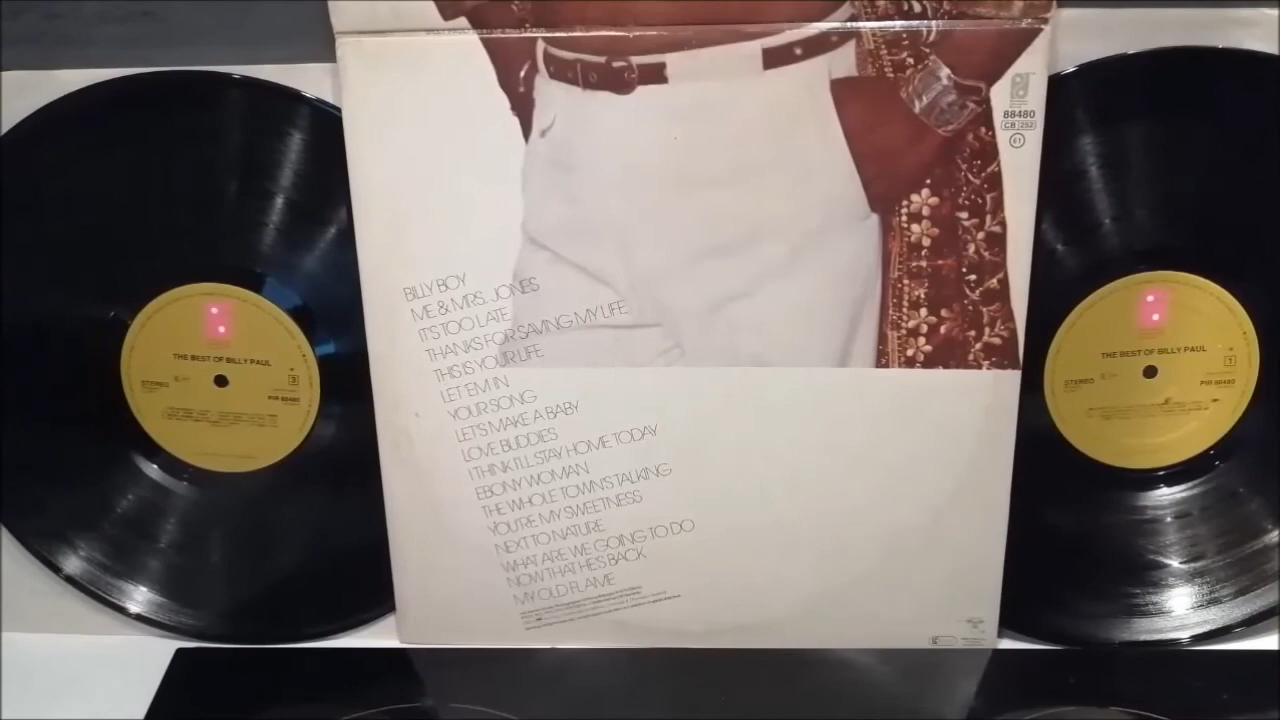 88480
CB 252
61
BILLY BOY
ME & MRS. JONES
IT'S TOO LATE
THANKS FOR SAVING MY LIFE
THIS IS YOUR LIFE
LET 'EM IN
YOUR SONG
LET'S MAKE A BABY
LOVE BUDDIES
I THINK I'LL STAY HOME TODAY
EBONY WOMAN
THE WHOLE TOWN'S TALKING
YOU'RE MY SWEETNESS
NEXT TO NATURE
WHAT ARE WE GOING TO DO
NOW THAT HE'S BACK
MY OLD FLAME
THE BEST OF BILLY PAUL
STEREO
3
PIR 88480
THE BEST OF BILLY PAUL
STEREO
1
PIR 88480